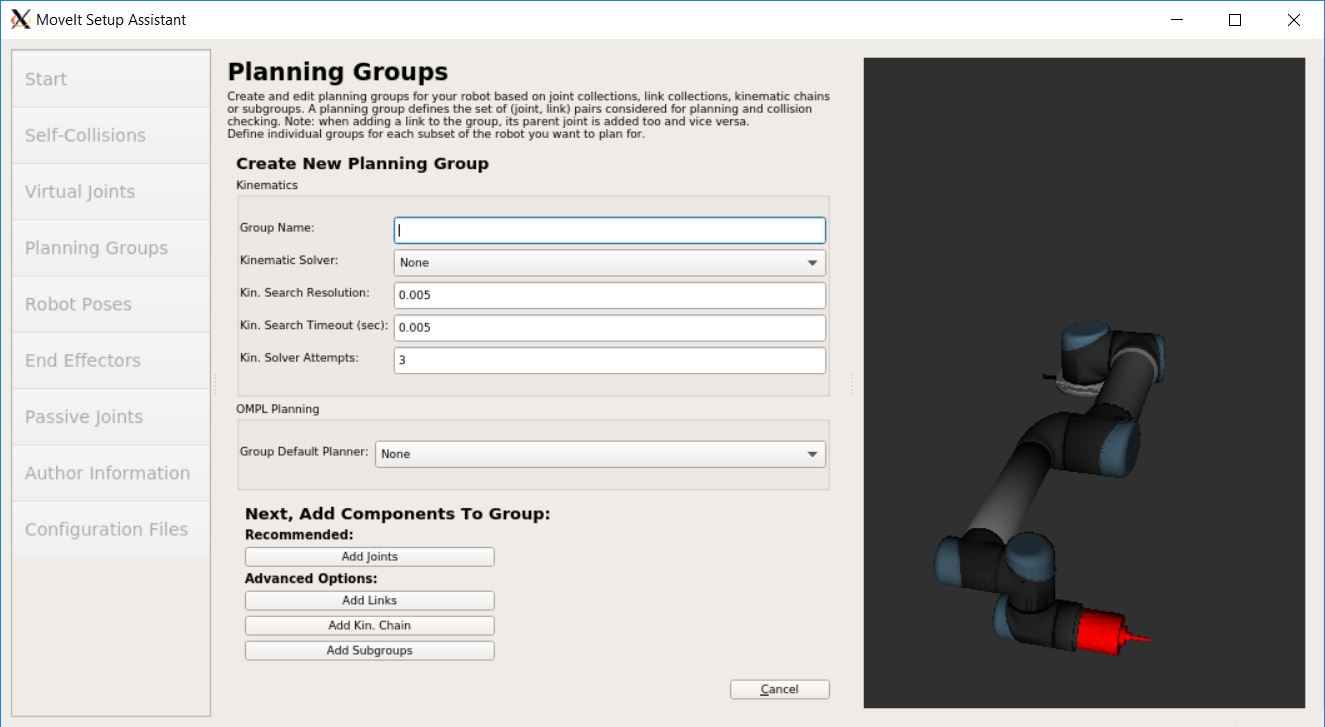 MoveIt Setup Assistant
Start
Self-Collisions
Virtual Joints
Planning Groups
Robot Poses
End Effectors
Passive Joints
Author Information
Configuration Files
Planning Groups
Create and edit planning groups for your robot based on joint collections, link collections, kinematic chains
or subgroups. A planning group defines the set of (joint, link) pairs considered for planning and collision
checking. Note: when adding a link to the group, its parent joint is added too and vice versa.
Define individual groups for each subset of the robot you want to plan for.
Create New Planning Group
Kinematics
Group Name:
Kinematic Solver: None
Kin. Search Resolution: 0.005
Kin. Search Timeout (sec): 0.005
Kin. Solver Attempts: 3
OMPL Planning
Group Default Planner: None
Next, Add Components To Group:
Recommended:
Add Joints
Advanced Options:
Add Links
Add Kin. Chain
Add Subgroups
Cancel